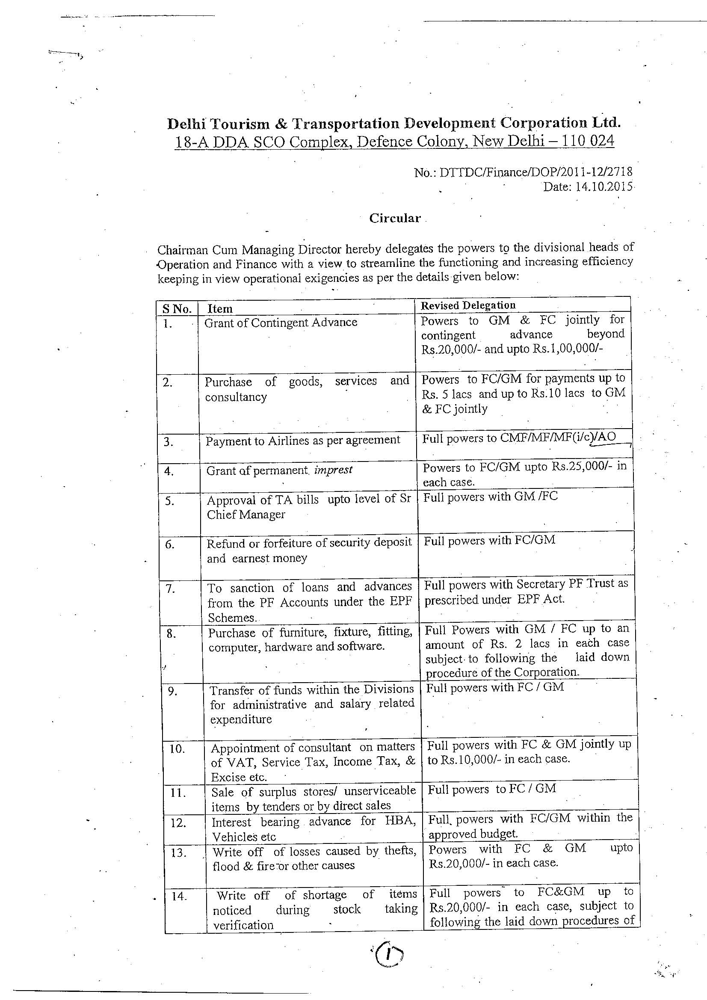 Delhi Tourism & Transportation Development Corporation Ltd.
18-A DDA SCO Complex, Defence Colony, New Delhi – 110 024
No.: DTTDC/Finance/DOP/2011-12/2718
Date: 14.10.2015
Circular
Chairman Cum Managing Director hereby delegates the powers to the divisional heads of
Operation and Finance with a view to streamline the functioning and increasing efficiency
keeping in view operational exigencies as per the details given below:
S No. Item Revised Delegation
1. Grant of Contingent Advance Powers to GM & FC jointly for
contingent advance beyond
Rs.20,000/- and upto Rs.1,00,000/-
2. Purchase of goods, services and Powers to FC/GM for payments up to
consultancy Rs. 5 lacs and up to Rs.10 lacs to GM
& FC jointly
3. Payment to Airlines as per agreement Full powers to CMF/MF/MF(i/c)/AO
4. Grant of permanent imprest Powers to FC/GM upto Rs.25,000/- in
each case.
5. Approval of TA bills upto level of Sr Full powers with GM /FC
Chief Manager
6. Refund or forfeiture of security deposit Full powers with FC/GM
and earnest money
7. To sanction of loans and advances Full powers with Secretary PF Trust as
from the PF Accounts under the EPF prescribed under EPF Act.
Schemes.
8. Purchase of furniture, fixture, fitting, Full Powers with GM / FC up to an
computer, hardware and software. amount of Rs. 2 lacs in each case
subject to following the laid down
procedure of the Corporation.
9. Transfer of funds within the Divisions Full powers with FC / GM
for administrative and salary related
expenditure
10. Appointment of consultant on matters Full powers with FC & GM jointly up
of VAT, Service Tax, Income Tax, & to Rs.10,000/- in each case.
Excise etc.
11. Sale of surplus stores/ unserviceable Full powers to FC / GM
items by tenders or by direct sales
12. Interest bearing advance for HBA, Full powers with FC/GM within the
Vehicles etc approved budget.
13. Write off of losses caused by thefts, Powers with FC & GM upto
flood & fire or other causes Rs.20,000/- in each case.
14. Write off of shortage of items Full powers to FC&GM up to
noticed during stock taking Rs.20,000/- in each case, subject to
verification following the laid down procedures of
1